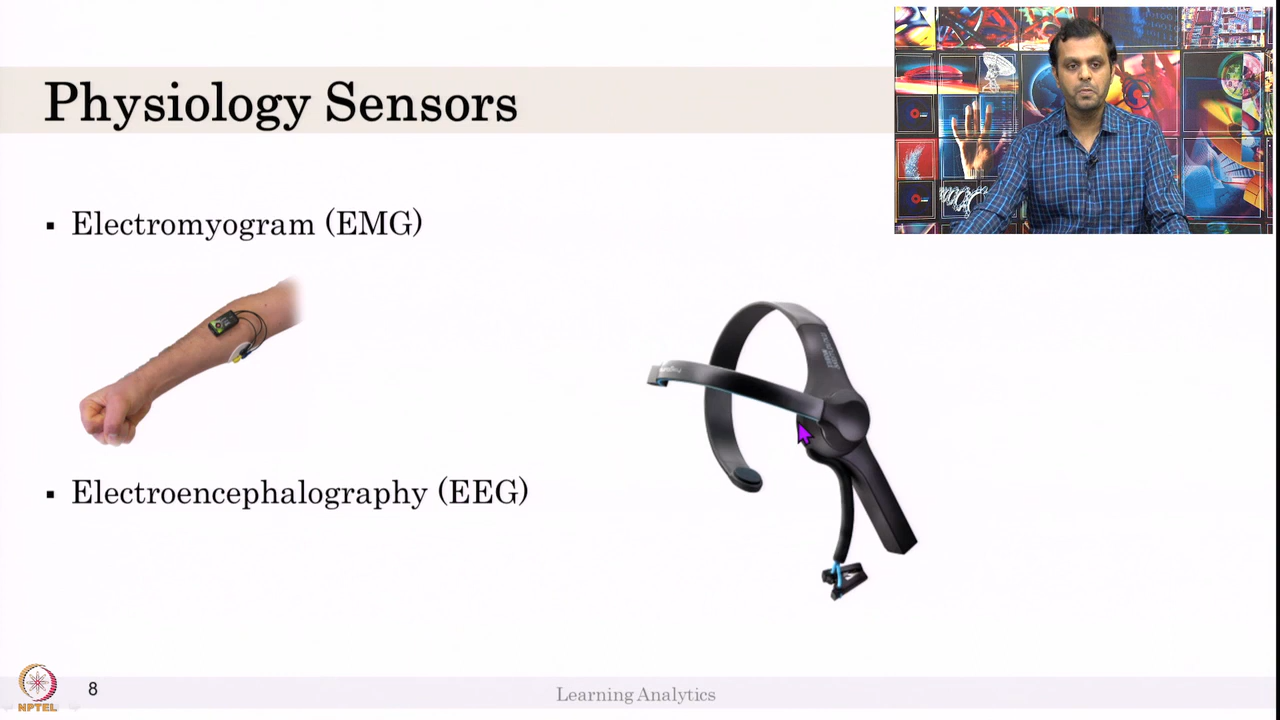 Physiology Sensors
▪ Electromyogram (EMG)
▪ Electroencephalography (EEG)
NPTEL
8
Learning Analytics